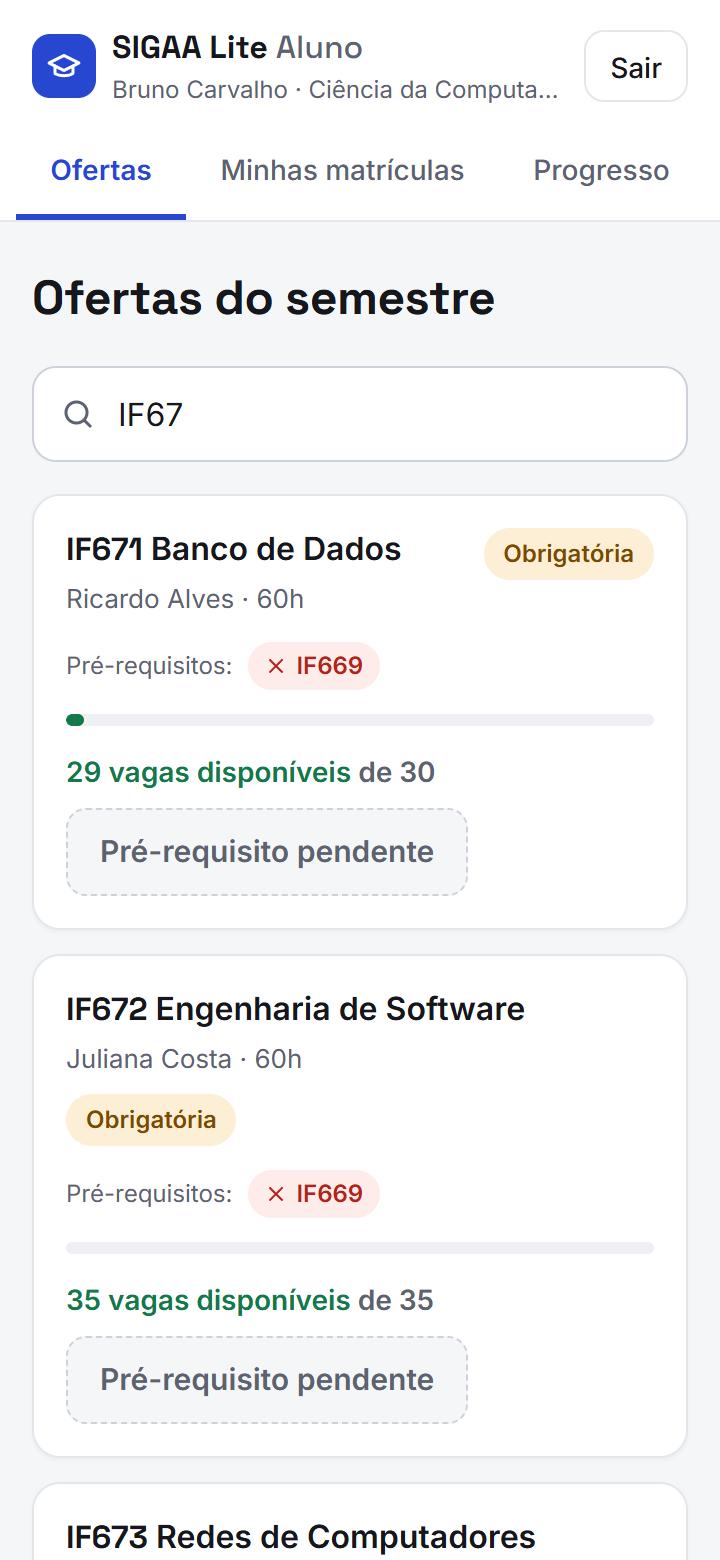 SIGAA Lite Aluno
Bruno Carvalho · Ciência da Computa...
Sair
Ofertas
Minhas matrículas
Progresso
Ofertas do semestre
IF67
IF671 Banco de Dados
Obrigatória
Ricardo Alves · 60h
Pré-requisitos:
× IF669
29 vagas disponíveis de 30
Pré-requisito pendente
IF672 Engenharia de Software
Juliana Costa · 60h
Obrigatória
Pré-requisitos:
× IF669
35 vagas disponíveis de 35
Pré-requisito pendente
IF673 Redes de Computadores